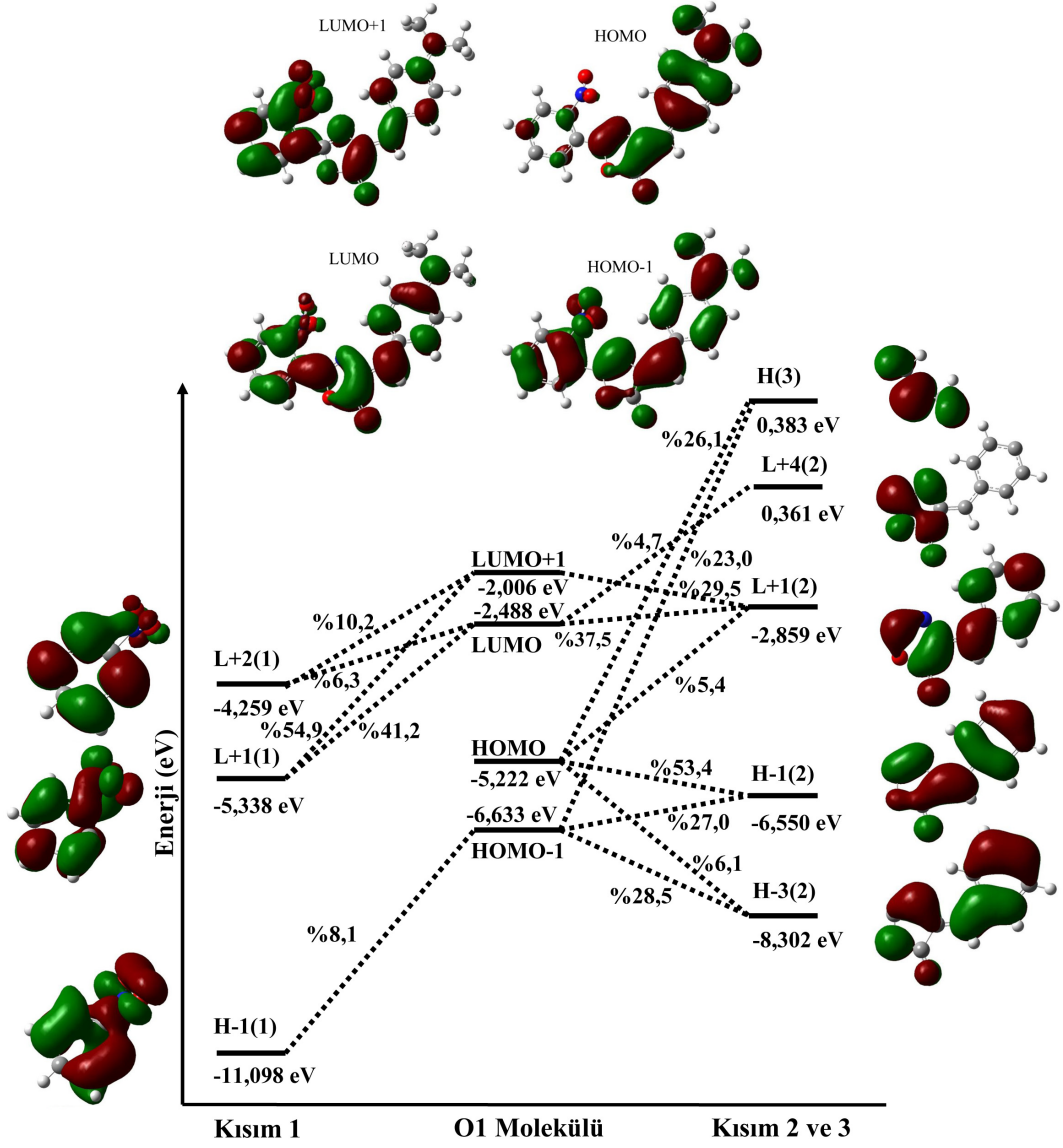 LUMO+1
HOMO
LUMO
HOMO-1
H(3)
0,383 eV
%26,1
L+4(2)
0,361 eV
%4,7
%23,0
LUMO+1
-2,006 eV
%29,5
L+1(2)
-2,859 eV
-2,488 eV
LUMO
%37,5
%10,2
L+2(1)
-4,259 eV
%6,3
%5,4
%54,9
%41,2
L+1(1)
-5,338 eV
HOMO
-5,222 eV
%53,4
H-1(2)
-6,550 eV
-6,633 eV
HOMO-1
%27,0
%6,1
%28,5
H-3(2)
-8,302 eV
%8,1
H-1(1)
-11,098 eV
Enerji (eV)
Kısım 1
O1 Molekülü
Kısım 2 ve 3